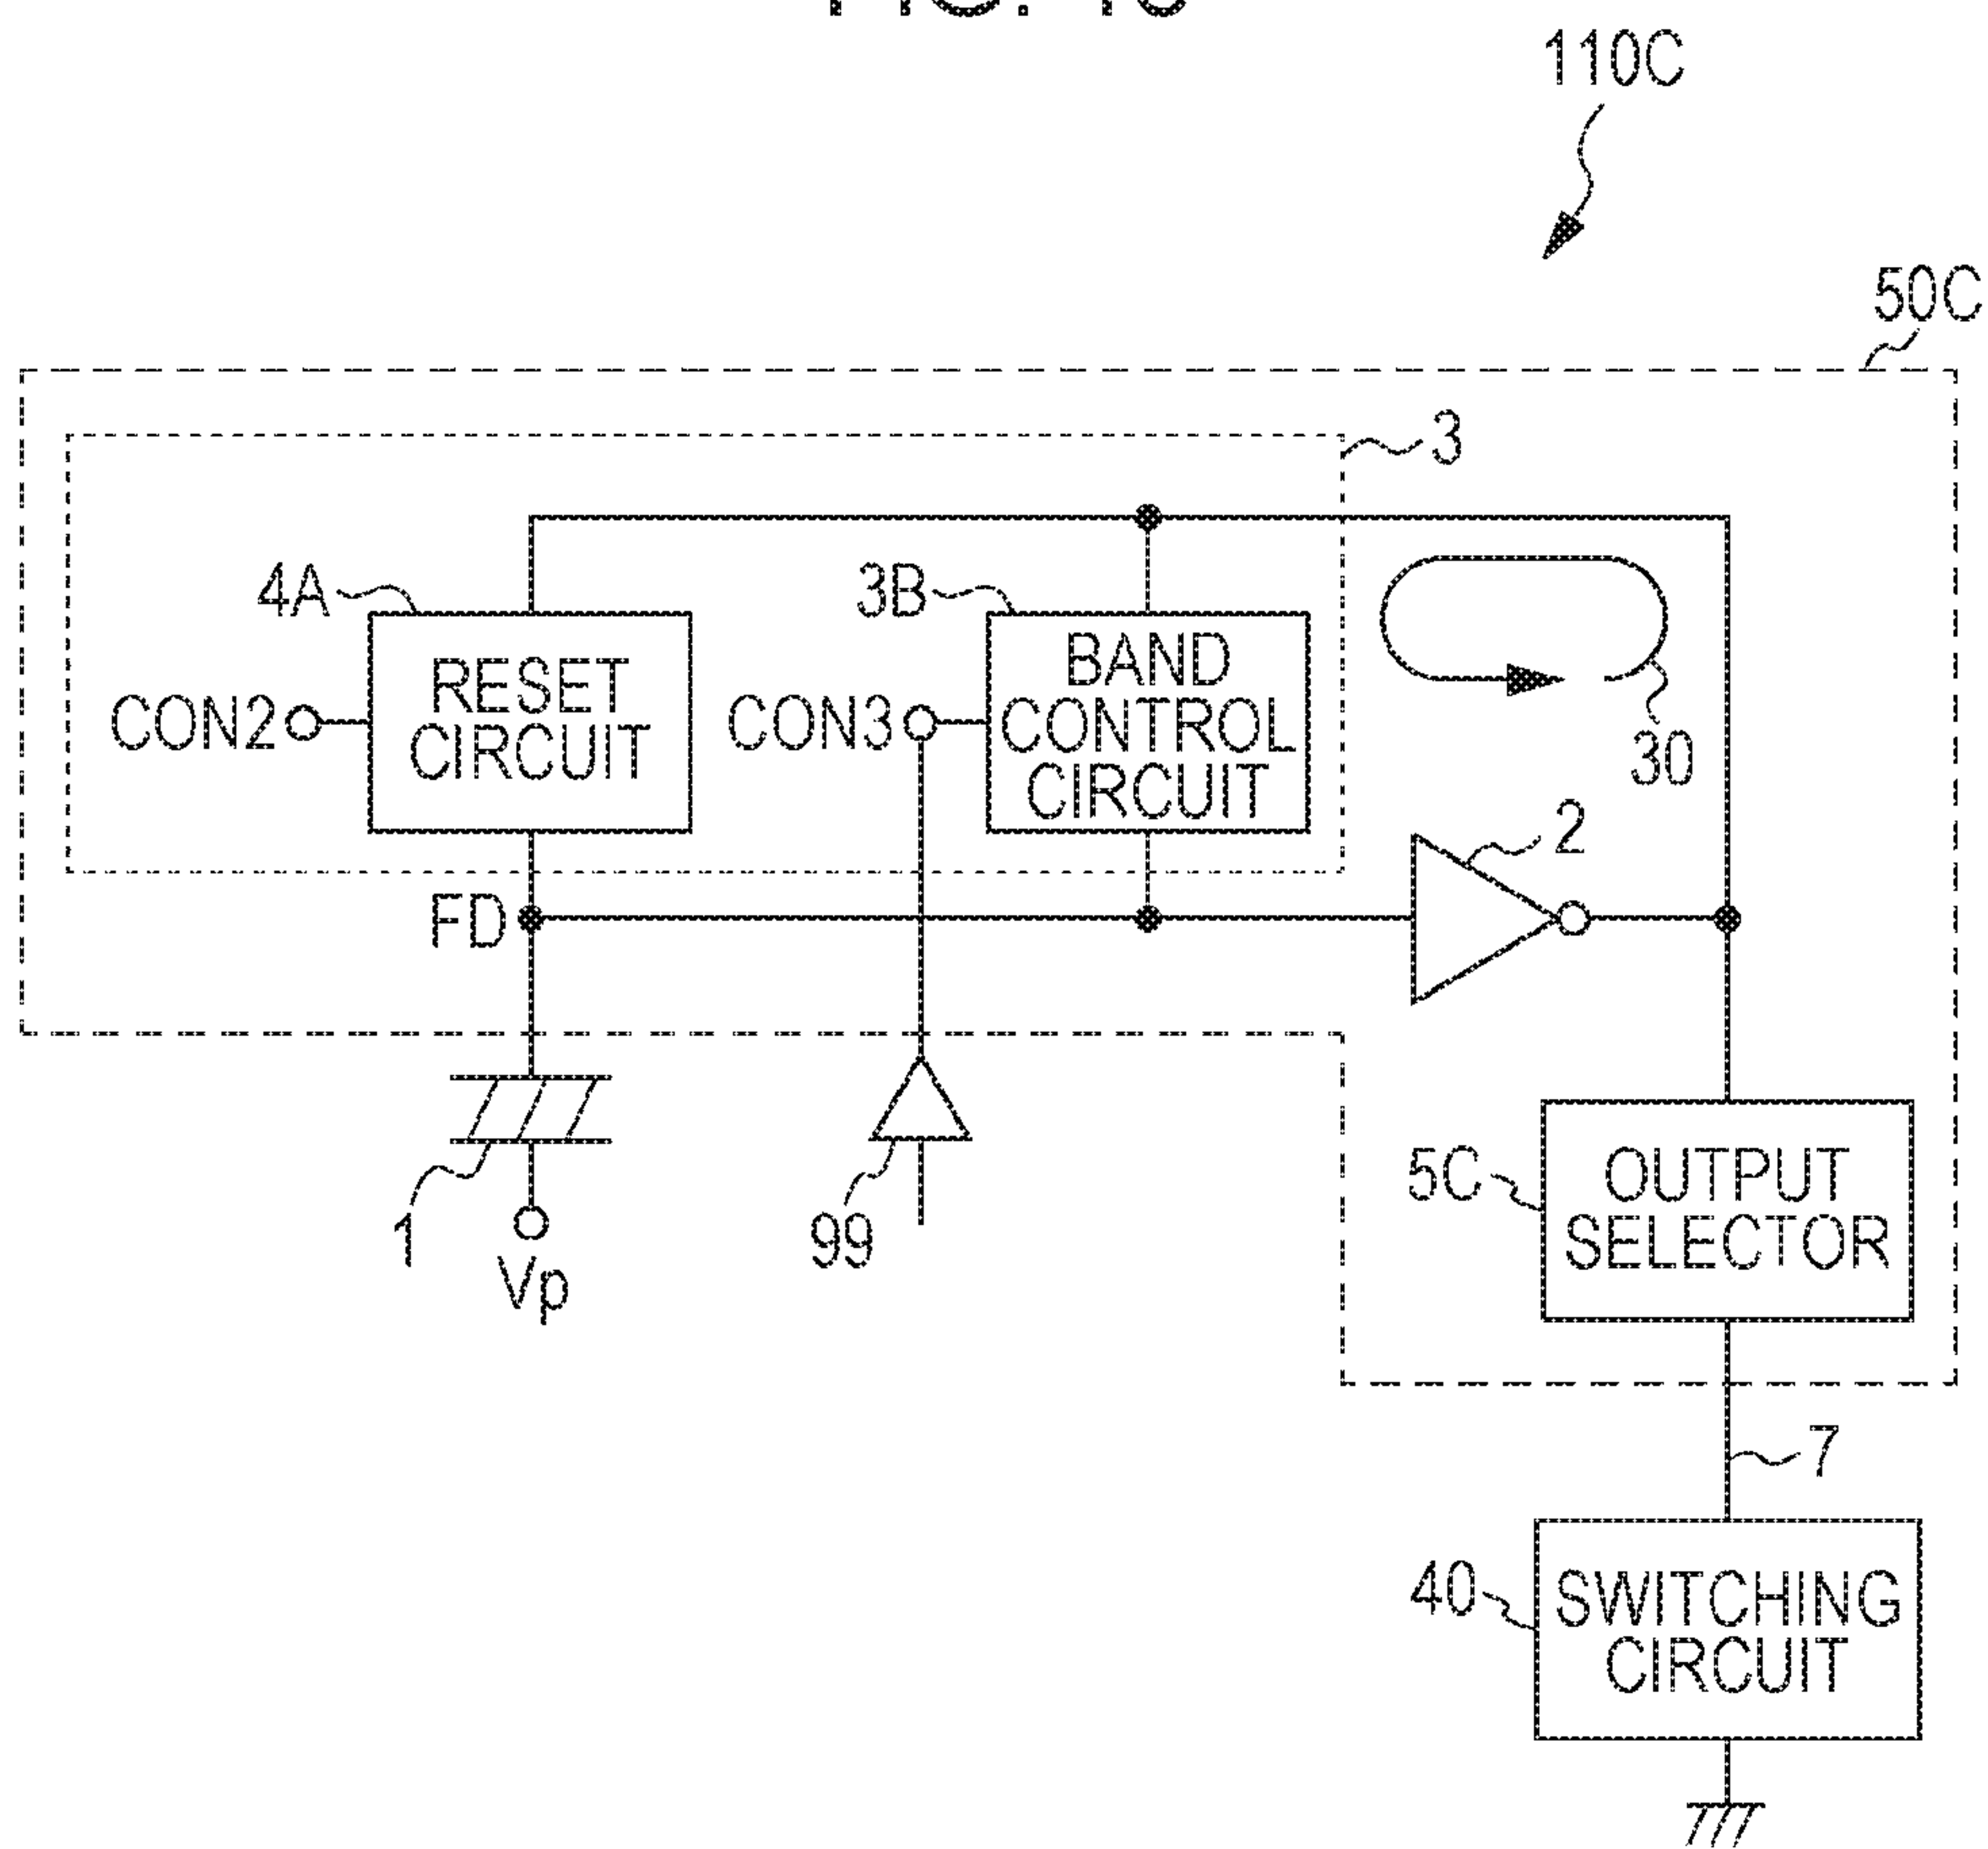 110C
50C
3
4A
3B
RESET
CIRCUIT
BAND
CONTROL
CIRCUIT
CON2
CON3
30
2
FD
1
Vp
99
5C
OUTPUT
SELECTOR
7
40
SWITCHING
CIRCUIT